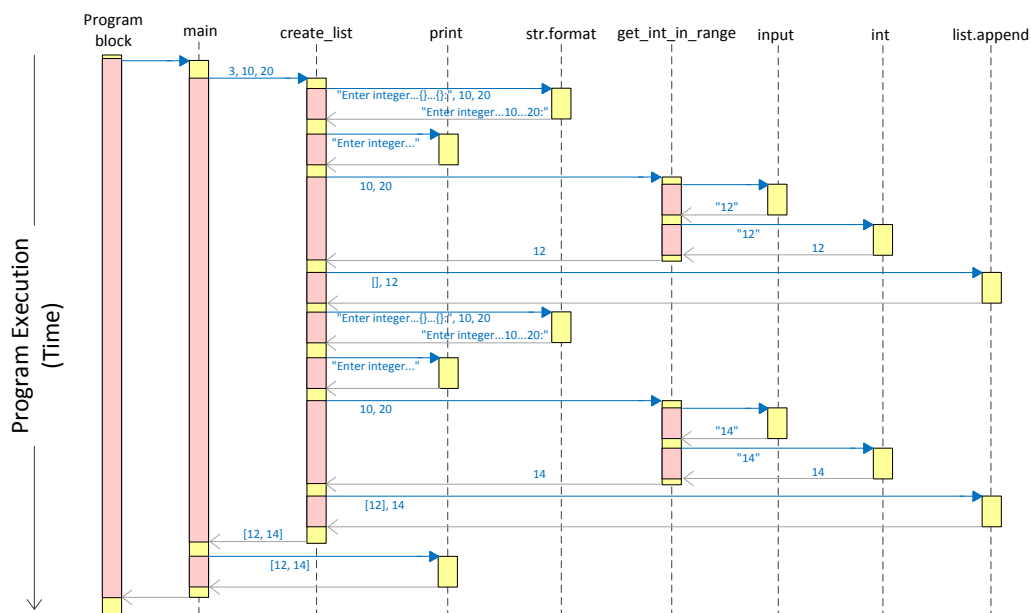 Program
block
main
create_list
print
str.format
get_int_in_range
input
int
list.append
3, 10, 20
"Enter integer...{}...{}:", 10, 20
"Enter integer...10...20:"
"Enter integer..."
10, 20
"12"
"12"
12
12
[], 12
"Enter integer...{}...{}:", 10, 20
"Enter integer...10...20:"
"Enter integer..."
10, 20
"14"
"14"
14
14
[12], 14
[12, 14]
[12, 14]
Program Execution
(Time)